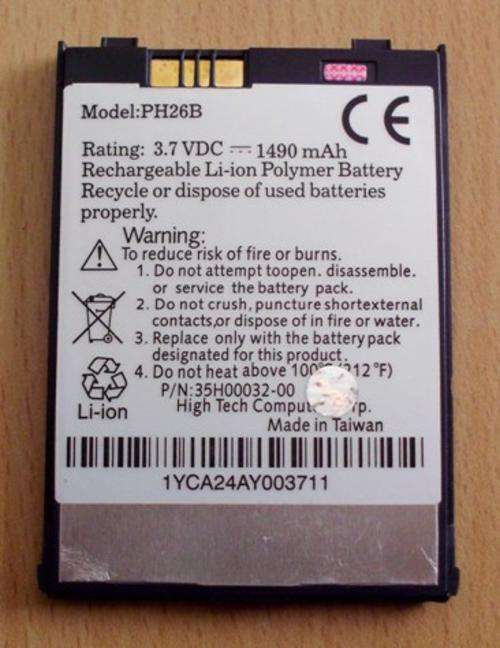 Model:PH26B
CE
Rating: 3.7 VDC ⎓ 1490 mAh
Rechargeable Li-ion Polymer Battery
Recycle or dispose of used batteries
properly.
Warning:
To reduce risk of fire or burns.
1. Do not attempt toopen. disassemble.
or service the battery pack.
2. Do not crush, puncture shortexternal
contacts,or dispose of in fire or water.
3. Replace only with the battery pack
designated for this product.
4. Do not heat above 100° (212 °F)
P/N:35H00032-00
High Tech Comput Corp.
Made in Taiwan
Li-ion
1YCA24AY003711